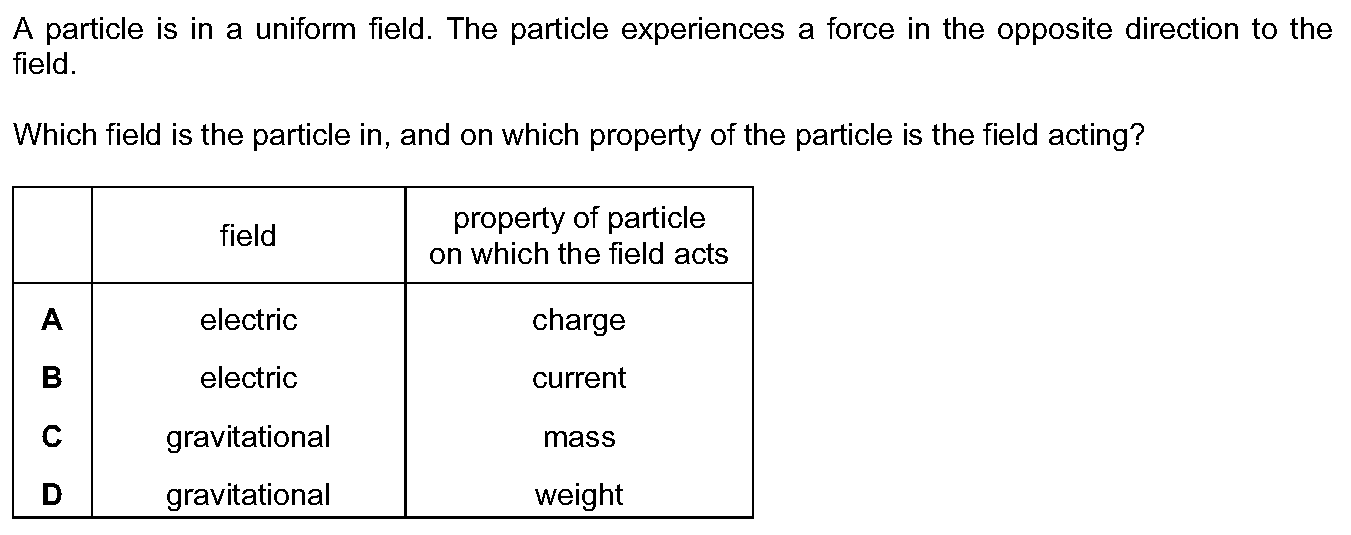 A particle is in a uniform field. The particle experiences a force in the opposite direction to the
field.
Which field is the particle in, and on which property of the particle is the field acting?
field
property of particle
on which the field acts
A electric charge
B electric current
C gravitational mass
D gravitational weight